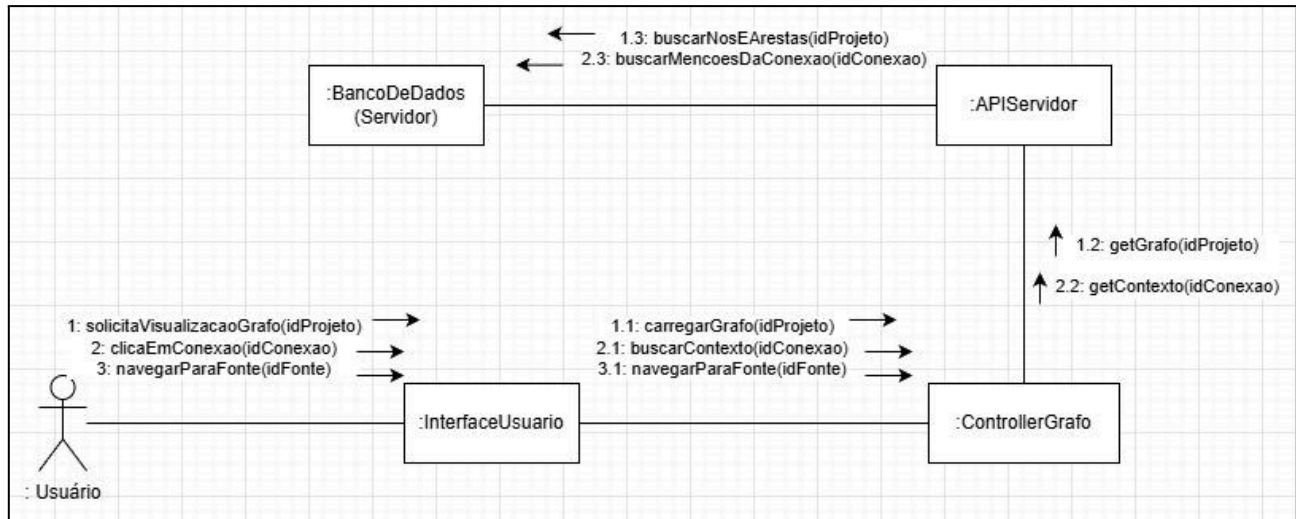 1.3: buscarNosEArestas(idProjeto)
2.3: buscarMencoesDaConexao(idConexao)
:BancoDeDados
(Servidor)
:APIServidor
1.2: getGrafo(idProjeto)
2.2: getContexto(idConexao)
1: solicitaVisualizacaoGrafo(idProjeto)
2: clicaEmConexao(idConexao)
3: navegarParaFonte(idFonte)
1.1: carregarGrafo(idProjeto)
2.1: buscarContexto(idConexao)
3.1: navegarParaFonte(idFonte)
: Usuário
:InterfaceUsuario
:ControllerGrafo